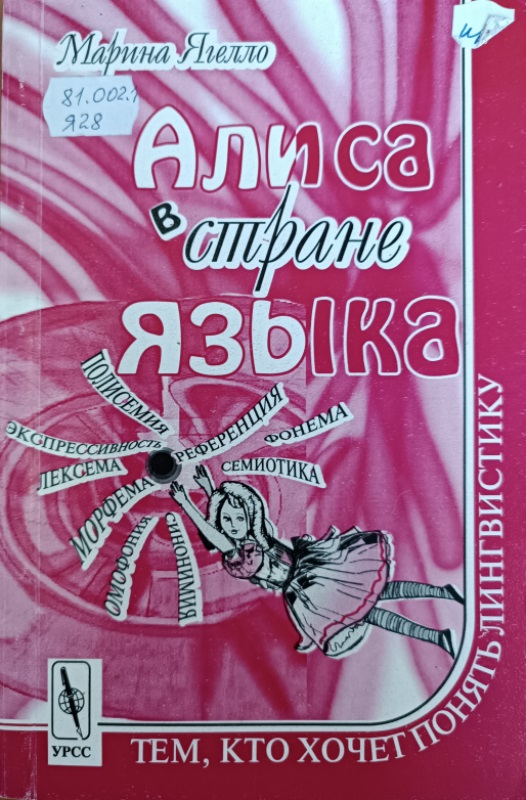 Марина Ягелло
81.002.1
Я28
Алиса
в
стране
языка
ПОЛИСЕМИЯ
ЭКСПРЕССИВНОСТЬ
РЕФЕРЕНЦИЯ
ФОНЕМА
ЛЕКСЕМА
СЕМИОТИКА
МОРФЕМА
ОМОФОНИЯ
СИНОНИМИЯ
УРСС
ТЕМ, КТО ХОЧЕТ ПОНЯТЬ ЛИНГВИСТИКУ